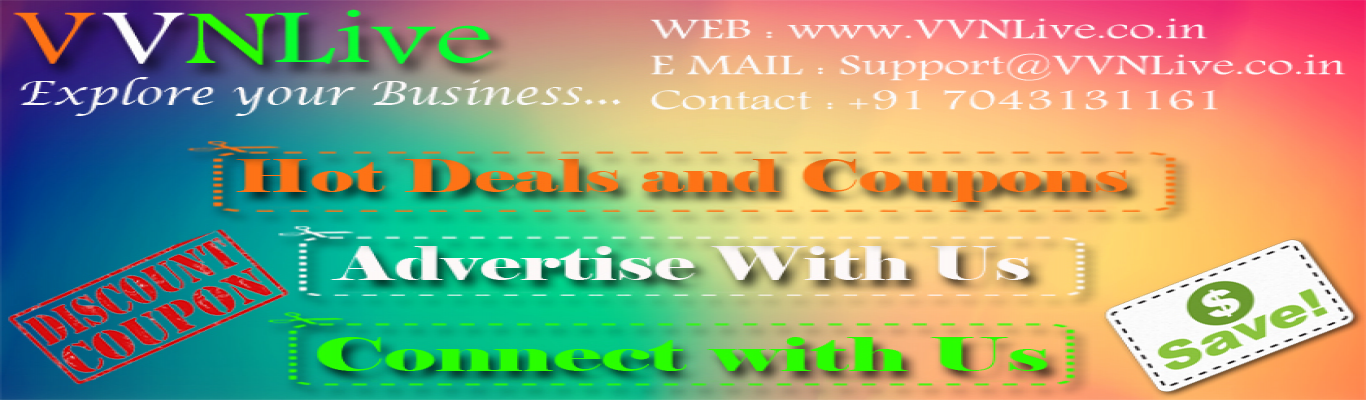 VVNLive
Explore your Business...
WEB : www.VVNLive.co.in
E MAIL : Support@VVNLive.co.in
Contact : +91 7043131161
Hot Deals and Coupons
Advertise With Us
Connect with Us
DISCOUNT
COUPON
$
Save!